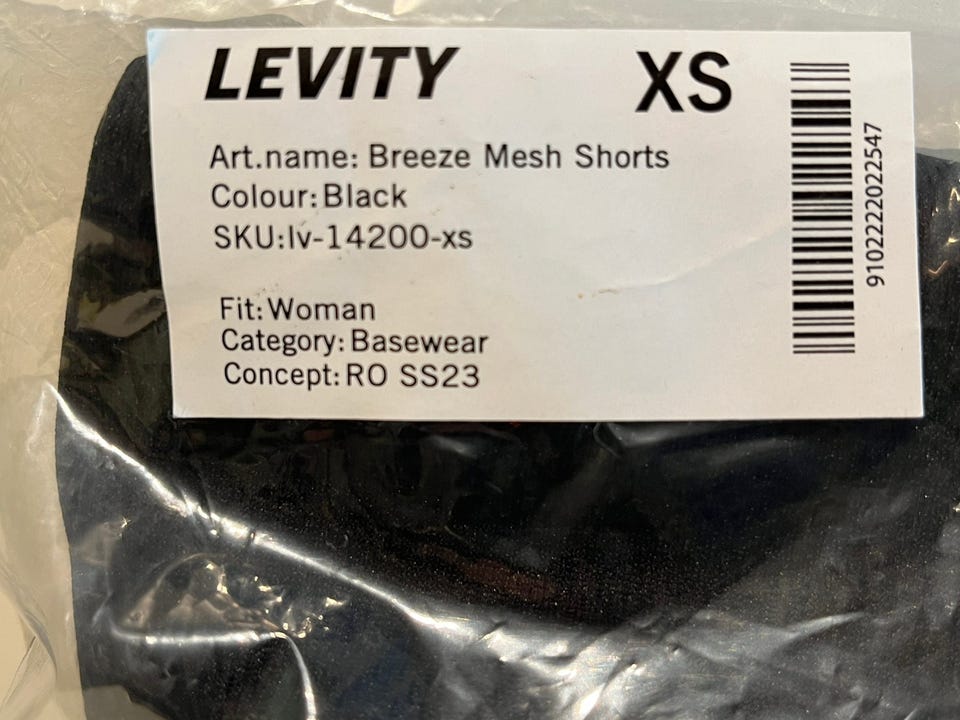 LEVITY XS
Art.name: Breeze Mesh Shorts
Colour: Black
SKU:lv-14200-xs
Fit: Woman
Category: Basewear
Concept: RO SS23
9102222022547